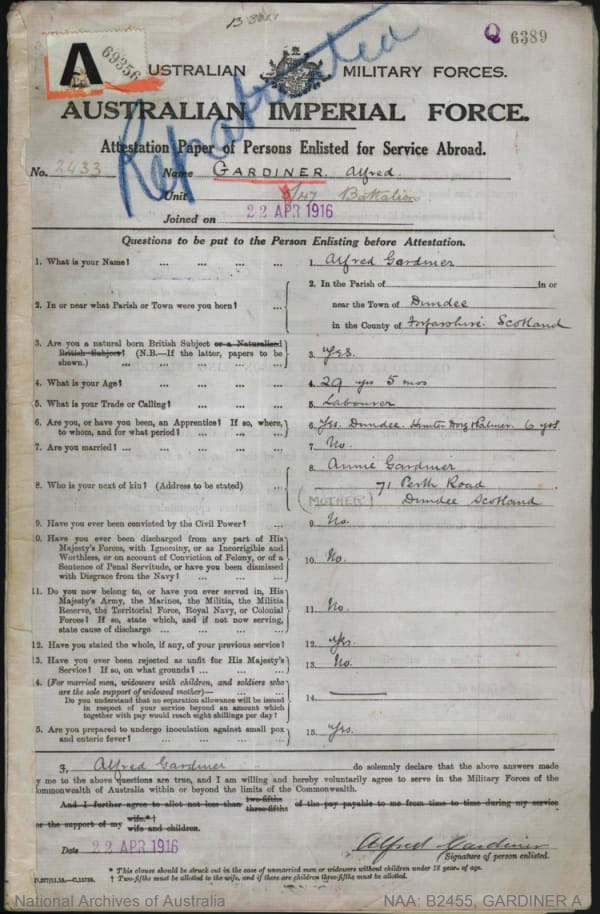 Q 6389
A 69356
AUSTRALIAN MILITARY FORCES.
AUSTRALIAN IMPERIAL FORCE.
Repatriated
Attestation Paper of Persons Enlisted for Service Abroad.
No. 2433 Name GARDINER. Alfred.
Unit /47 Battalion
Joined on 22 APR 1916
Questions to be put to the Person Enlisting before Attestation.
1. What is your Name? ... ... ... ... 1. Alfred Gardiner
2. In or near what Parish or Town were you born? ... 2. In the Parish of in or
near the Town of Dundee
in the County of Forfarshire. Scotland
3. Are you a natural born British Subject or a Naturalized
British Subject? (N.B.—If the latter, papers to be
shown.) ... ... ... ... 3. Yes.
4. What is your Age? ... ... ... ... 4. 29 yrs 5 mos
5. What is your Trade or Calling? ... ... ... 5. Labourer
6. Are you, or have you been, an Apprentice? If so, where,
to whom, and for what period? ... ... ... 6. Yes. Dundee. 6 yrs.
7. Are you married? ... ... ... ... 7. No.
8. Who is your next of kin? (Address to be stated) ... 8. Annie Gardiner
71 Perth Road
(MOTHER) Dundee Scotland
9. Have you ever been convicted by the Civil Power? ... 9. No.
10. Have you ever been discharged from any part of His
Majesty's Forces, with Ignominy, or as Incorrigible and
Worthless, or on account of Conviction of Felony, or of a
Sentence of Penal Servitude, or have you been dismissed
with Disgrace from the Navy? ... ... ... 10. No.
11. Do you now belong to, or have you ever served in, His
Majesty's Army, the Marines, the Militia, the Militia
Reserve, the Territorial Force, Royal Navy, or Colonial
Forces? If so, state which, and if not now serving,
state cause of discharge ... ... ... ... 11. No.
12. Have you stated the whole, if any, of your previous service? 12. Yes.
13. Have you ever been rejected as unfit for His Majesty's
Service? If so, on what grounds? ... ... ... 13. No.
4. (For married men, widowers with children, and soldiers who
are the sole support of widowed mother)—
Do you understand that no separation allowance will be issued
in respect of your service beyond an amount which
together with pay would reach eight shillings per day? 14.
5. Are you prepared to undergo inoculation against small pox
and enteric fever? ... ... ... ... 15. Yes.
I, Alfred Gardiner do solemnly declare that the above answers made
y me to the above questions are true, and I am willing and hereby voluntarily agree to serve in the Military Forces of the
ommonwealth of Australia within or beyond the limits of the Commonwealth.
And I further agree to allot not less than two-fifths three-fifths of the pay payable to me from time to time during my service
or the support of my wife.*† wife and children.
Date 22 APR 1916 Alfred Gardiner
Signature of person enlisted.
* This clause should be struck out in the case of unmarried men or widowers without children under 18 years of age.
† Two-fifths must be allotted to the wife, and if there are children three-fifths must be allotted.
National Archives of Australia NAA: B2455, GARDINER A